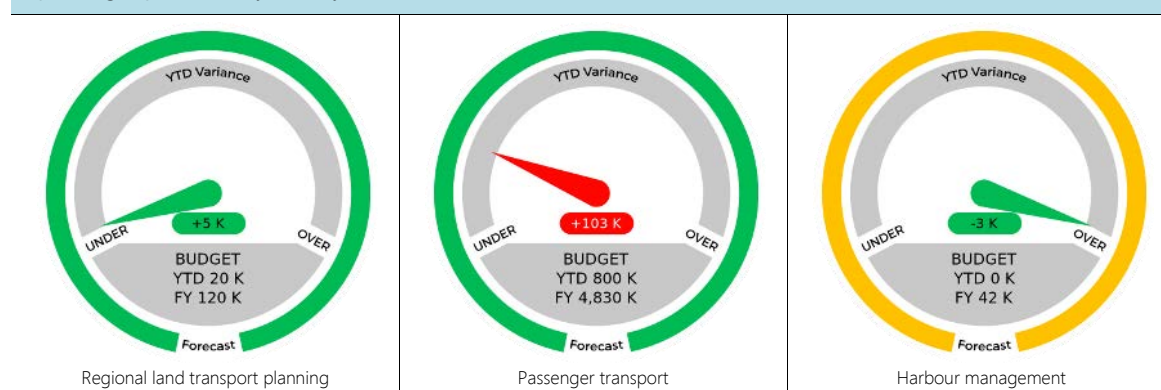 YTD Variance
+5 K
UNDER
OVER
BUDGET
YTD 20 K
FY 120 K
Forecast
Regional land transport planning
YTD Variance
+103 K
UNDER
OVER
BUDGET
YTD 800 K
FY 4,830 K
Forecast
Passenger transport
YTD Variance
-3 K
UNDER
OVER
BUDGET
YTD 0 K
FY 42 K
Forecast
Harbour management